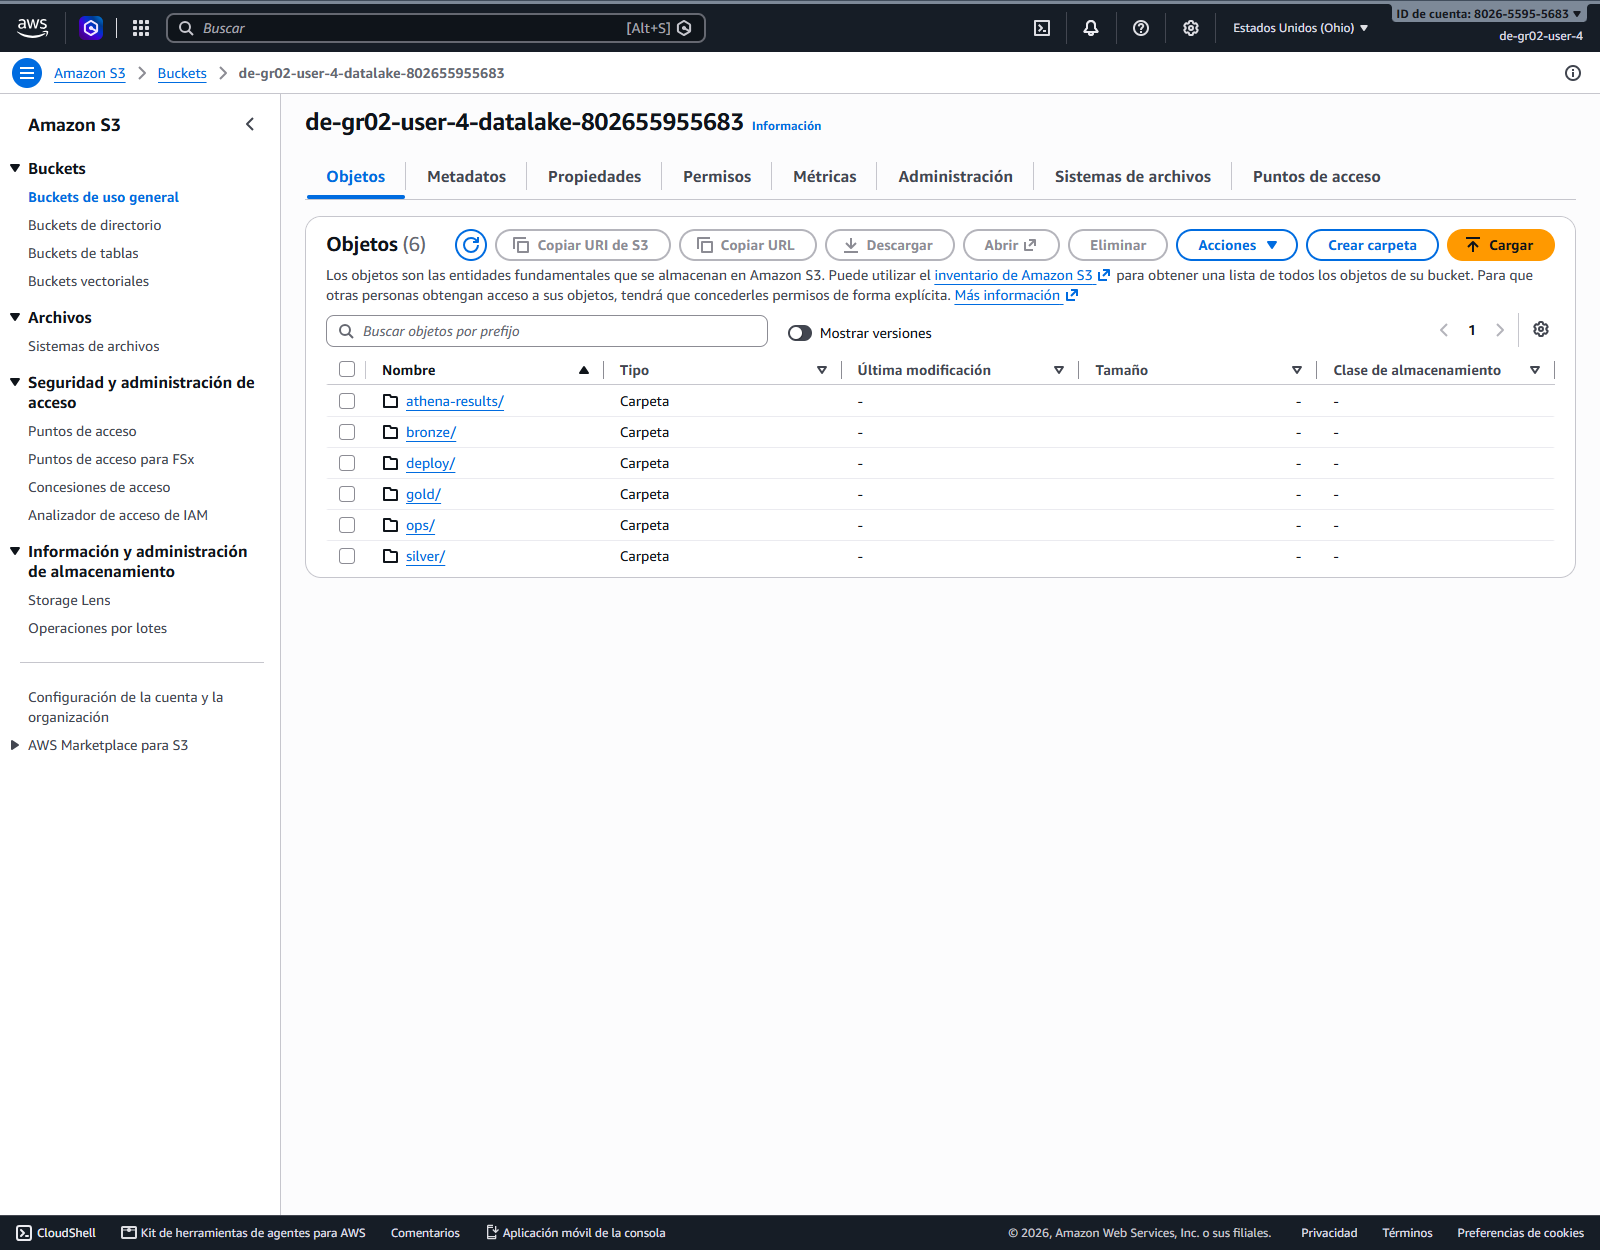 aws
Buscar
[Alt+S]
Estados Unidos (Ohio)
ID de cuenta: 8026-5595-5683
de-gr02-user-4
Amazon S3
Buckets
de-gr02-user-4-datalake-802655955683
Amazon S3
Buckets
Buckets de uso general
Buckets de directorio
Buckets de tablas
Buckets vectoriales
Archivos
Sistemas de archivos
Seguridad y administración de
acceso
Puntos de acceso
Puntos de acceso para FSx
Concesiones de acceso
Analizador de acceso de IAM
Información y administración
de almacenamiento
Storage Lens
Operaciones por lotes
Configuración de la cuenta y la
organización
AWS Marketplace para S3
de-gr02-user-4-datalake-802655955683 Información
Objetos Metadatos Propiedades Permisos Métricas Administración Sistemas de archivos Puntos de acceso
Objetos (6)
Copiar URI de S3 Copiar URL Descargar Abrir Eliminar Acciones Crear carpeta Cargar
Los objetos son las entidades fundamentales que se almacenan en Amazon S3. Puede utilizar el inventario de Amazon S3 para obtener una lista de todos los objetos de su bucket. Para que
otras personas obtengan acceso a sus objetos, tendrá que concederles permisos de forma explícita. Más información
Buscar objetos por prefijo
Mostrar versiones
1
Nombre Tipo Última modificación Tamaño Clase de almacenamiento
athena-results/ Carpeta - - -
bronze/ Carpeta - - -
deploy/ Carpeta - - -
gold/ Carpeta - - -
ops/ Carpeta - - -
silver/ Carpeta - - -
CloudShell Kit de herramientas de agentes para AWS Comentarios Aplicación móvil de la consola © 2026, Amazon Web Services, Inc. o sus filiales. Privacidad Términos Preferencias de cookies